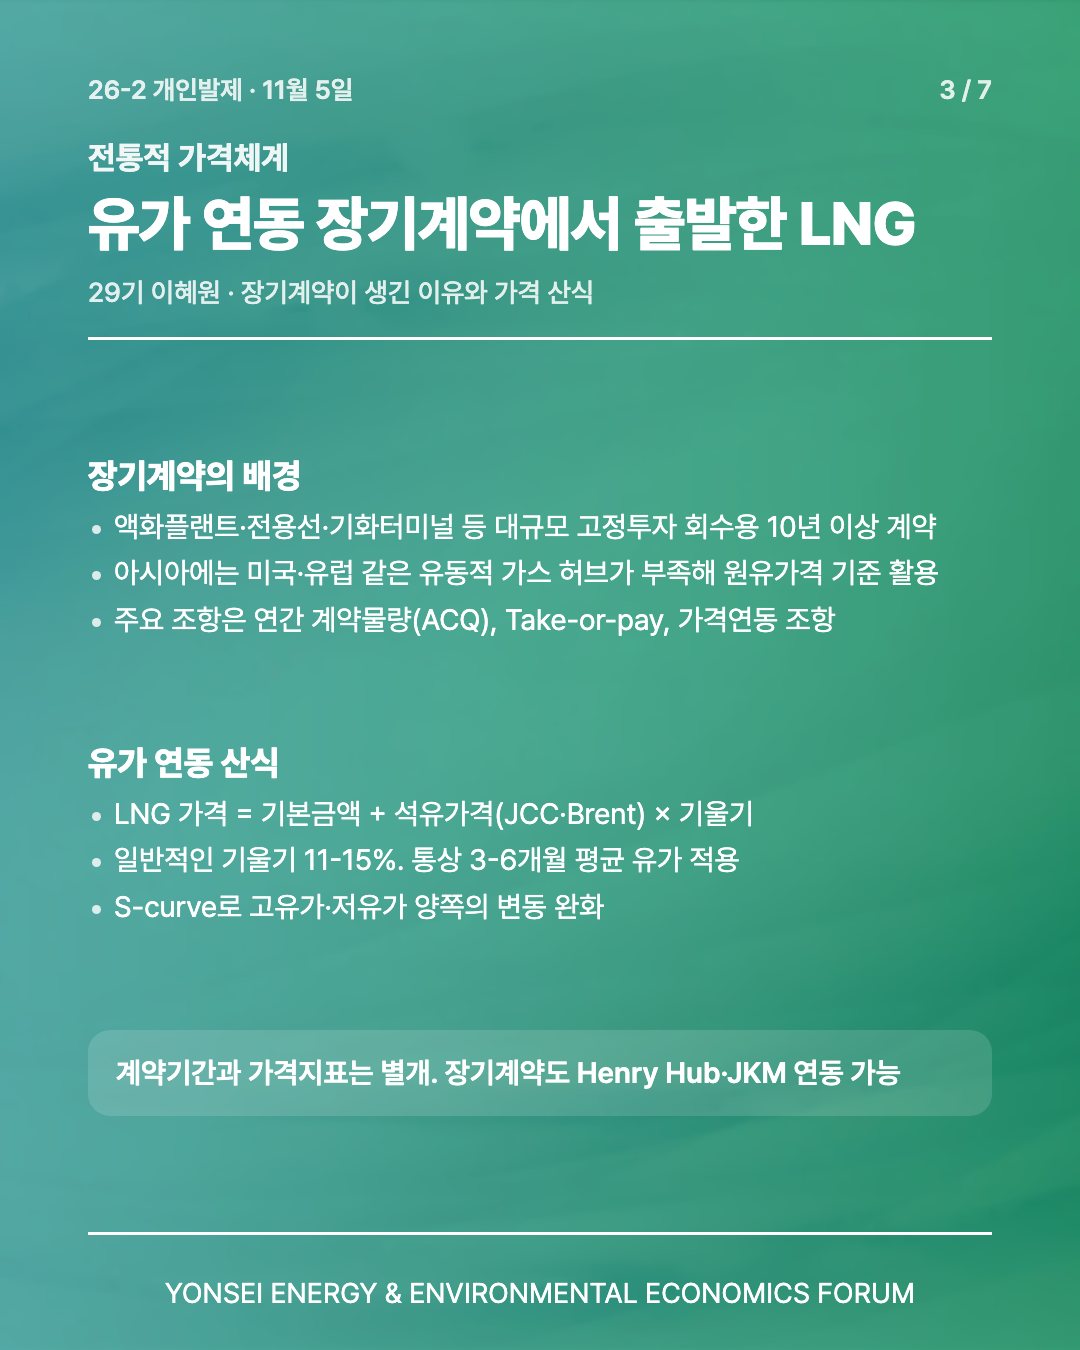 26-2 개인발제 · 11월 5일
3 / 7
전통적 가격체계
유가 연동 장기계약에서 출발한 LNG
29기 이혜원 · 장기계약이 생긴 이유와 가격 산식
장기계약의 배경
• 액화플랜트·전용선·기화터미널 등 대규모 고정투자 회수용 10년 이상 계약
• 아시아에는 미국·유럽 같은 유동적 가스 허브가 부족해 원유가격 기준 활용
• 주요 조항은 연간 계약물량(ACQ), Take-or-pay, 가격연동 조항
유가 연동 산식
• LNG 가격 = 기본금액 + 석유가격(JCC·Brent) × 기울기
• 일반적인 기울기 11-15%. 통상 3-6개월 평균 유가 적용
• S-curve로 고유가·저유가 양쪽의 변동 완화
계약기간과 가격지표는 별개. 장기계약도 Henry Hub·JKM 연동 가능
YONSEI ENERGY & ENVIRONMENTAL ECONOMICS FORUM